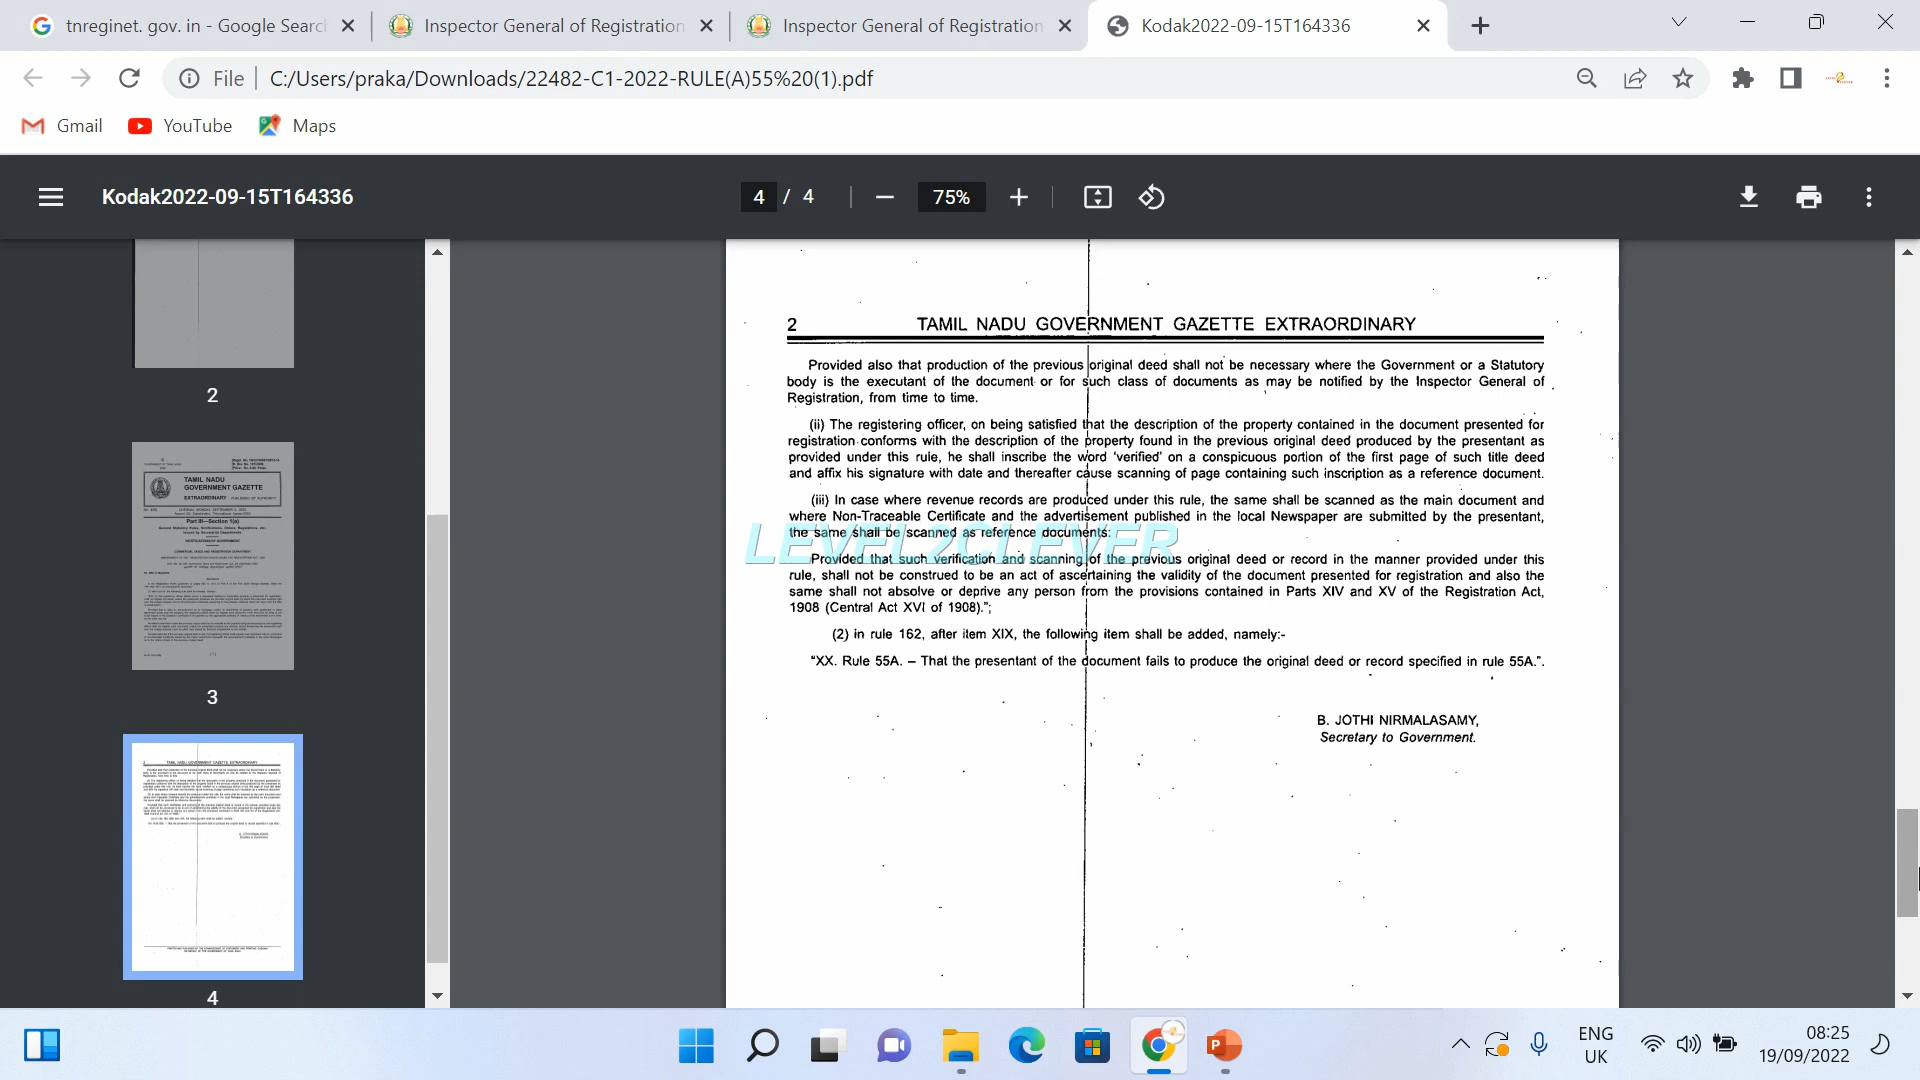 tnreginet. gov. in - Google Searc
Inspector General of Registration
Inspector General of Registration
Kodak2022-09-15T164336
File
C:/Users/praka/Downloads/22482-C1-2022-RULE(A)55%20(1).pdf
Gmail
YouTube
Maps
Kodak2022-09-15T164336
4 / 4
75%
2
3
4
TAMIL NADU
GOVERNMENT GAZETTE
EXTRAORDINARY PUBLISHED BY AUTHORITY
Part III—Section 1(a)
2 TAMIL NADU GOVERNMENT GAZETTE EXTRAORDINARY
Provided also that production of the previous original deed shall not be necessary where the Government or a Statutory
body is the executant of the document or for such class of documents as may be notified by the Inspector General of
Registration, from time to time.
(ii) The registering officer, on being satisfied that the description of the property contained in the document presented for
registration conforms with the description of the property found in the previous original deed produced by the presentant as
provided under this rule, he shall inscribe the word 'verified' on a conspicuous portion of the first page of such title deed
and affix his signature with date and thereafter cause scanning of page containing such inscription as a reference document.
(iii) In case where revenue records are produced under this rule, the same shall be scanned as the main document and
where Non-Traceable Certificate and the advertisement published in the local Newspaper are submitted by the presentant,
the same shall be scanned as reference documents:
LEVEL2CLEVER
Provided that such verification and scanning of the previous original deed or record in the manner provided under this
rule, shall not be construed to be an act of ascertaining the validity of the document presented for registration and also the
same shall not absolve or deprive any person from the provisions contained in Parts XIV and XV of the Registration Act,
1908 (Central Act XVI of 1908).";
(2) in rule 162, after item XIX, the following item shall be added, namely:-
"XX. Rule 55A. – That the presentant of the document fails to produce the original deed or record specified in rule 55A.".
B. JOTHI NIRMALASAMY,
Secretary to Government.
ENG
UK
08:25
19/09/2022